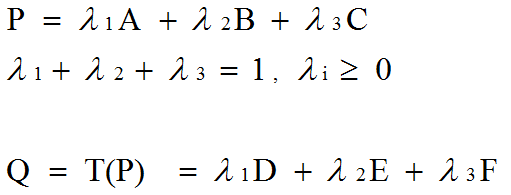 P = λ1A + λ2B + λ3C
λ1 + λ2 + λ3 = 1, λi ≥ 0
Q = T(P) = λ1D + λ2E + λ3F